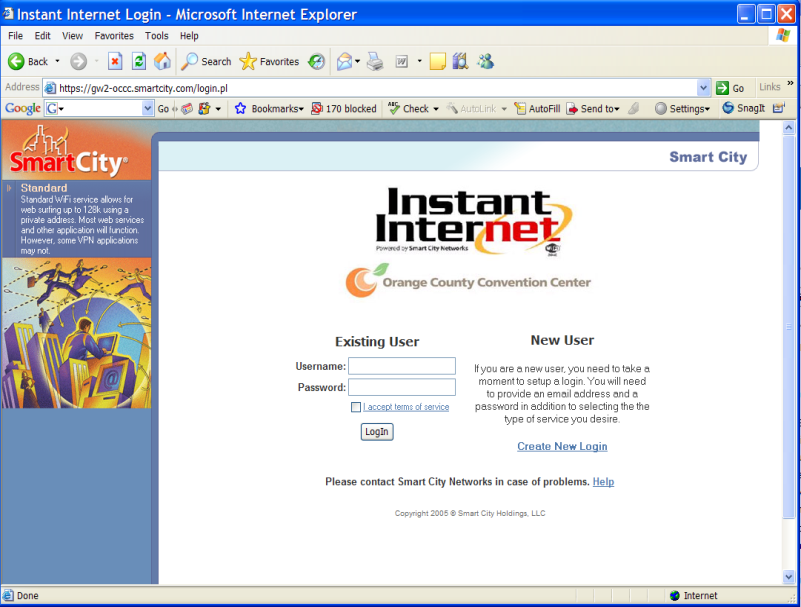 Instant Internet Login - Microsoft Internet Explorer
File Edit View Favorites Tools Help
Back Search Favorites
Address https://gw2-occc.smartcity.com/login.pl Go Links »
Google G Go Bookmarks 170 blocked Check AutoLink AutoFill Send to Settings SnagIt
SmartCity®
Smart City
Standard
Standard WiFi service allows for
web surfing up to 128k using a
private address. Most web services
and other application will function.
However, some VPN applications
may not.
Instant
Internet
Powered by Smart City Networks
Orange County Convention Center
Existing User
Username:
Password:
I accept terms of service
LogIn
New User
If you are a new user, you need to take a
moment to setup a login. You will need
to provide an email address and a
password in addition to selecting the the
type of service you desire.
Create New Login
Please contact Smart City Networks in case of problems. Help
Copyright 2005 © Smart City Holdings, LLC
Done Internet